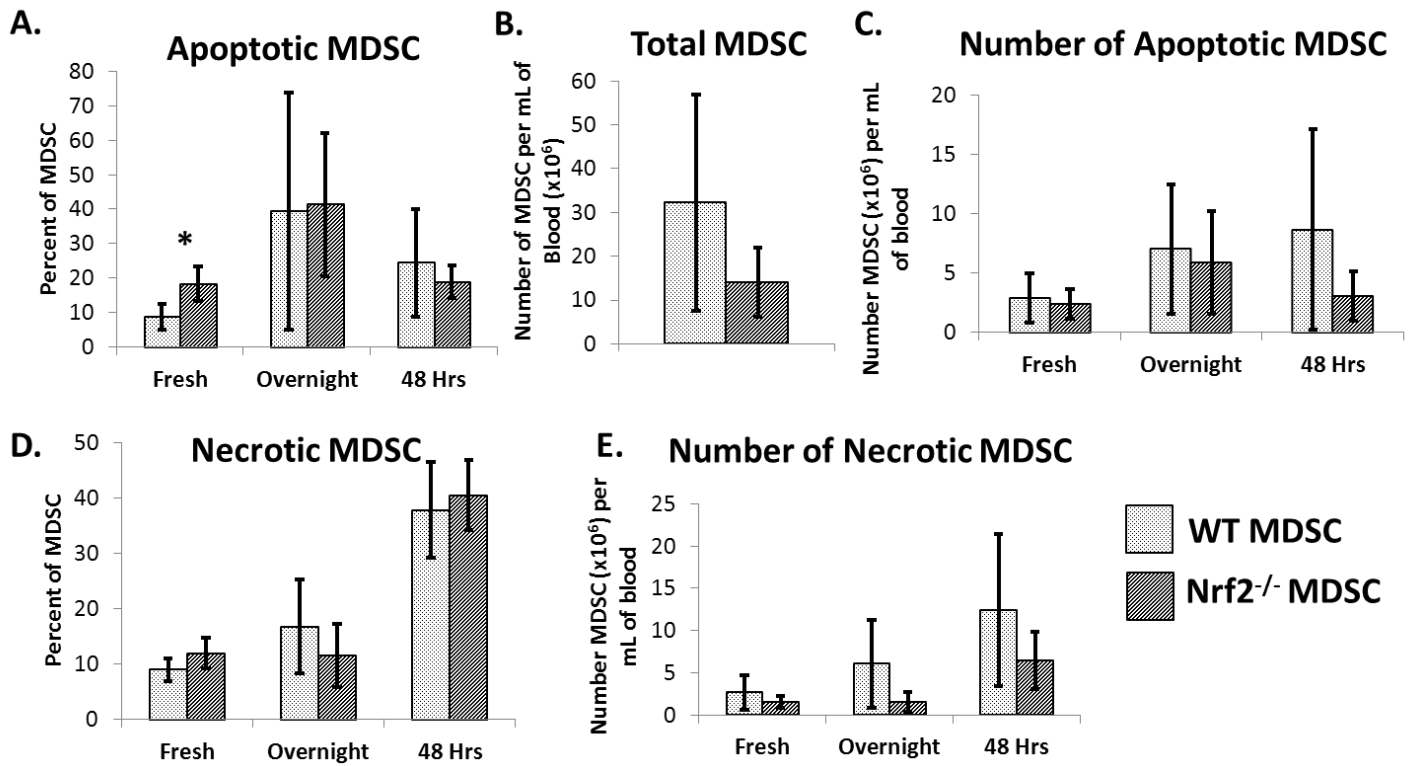 A.
Apoptotic MDSC
Percent of MDSC
80
70
60
50
40
30
20
10
0
*
Fresh
Overnight
48 Hrs
B.
Total MDSC
Number of MDSC per mL of
Blood (x10⁶)
60
50
40
30
20
10
0
C.
Number of Apoptotic MDSC
Number MDSC (x10⁶) per mL
of blood
20
15
10
5
0
Fresh
Overnight
48 Hrs
D.
Necrotic MDSC
Percent of MDSC
50
40
30
20
10
0
Fresh
Overnight
48 Hrs
E.
Number of Necrotic MDSC
Number MDSC (x10⁶) per
mL of blood
25
20
15
10
5
0
Fresh
Overnight
48 Hrs
WT MDSC
Nrf2⁻/⁻ MDSC